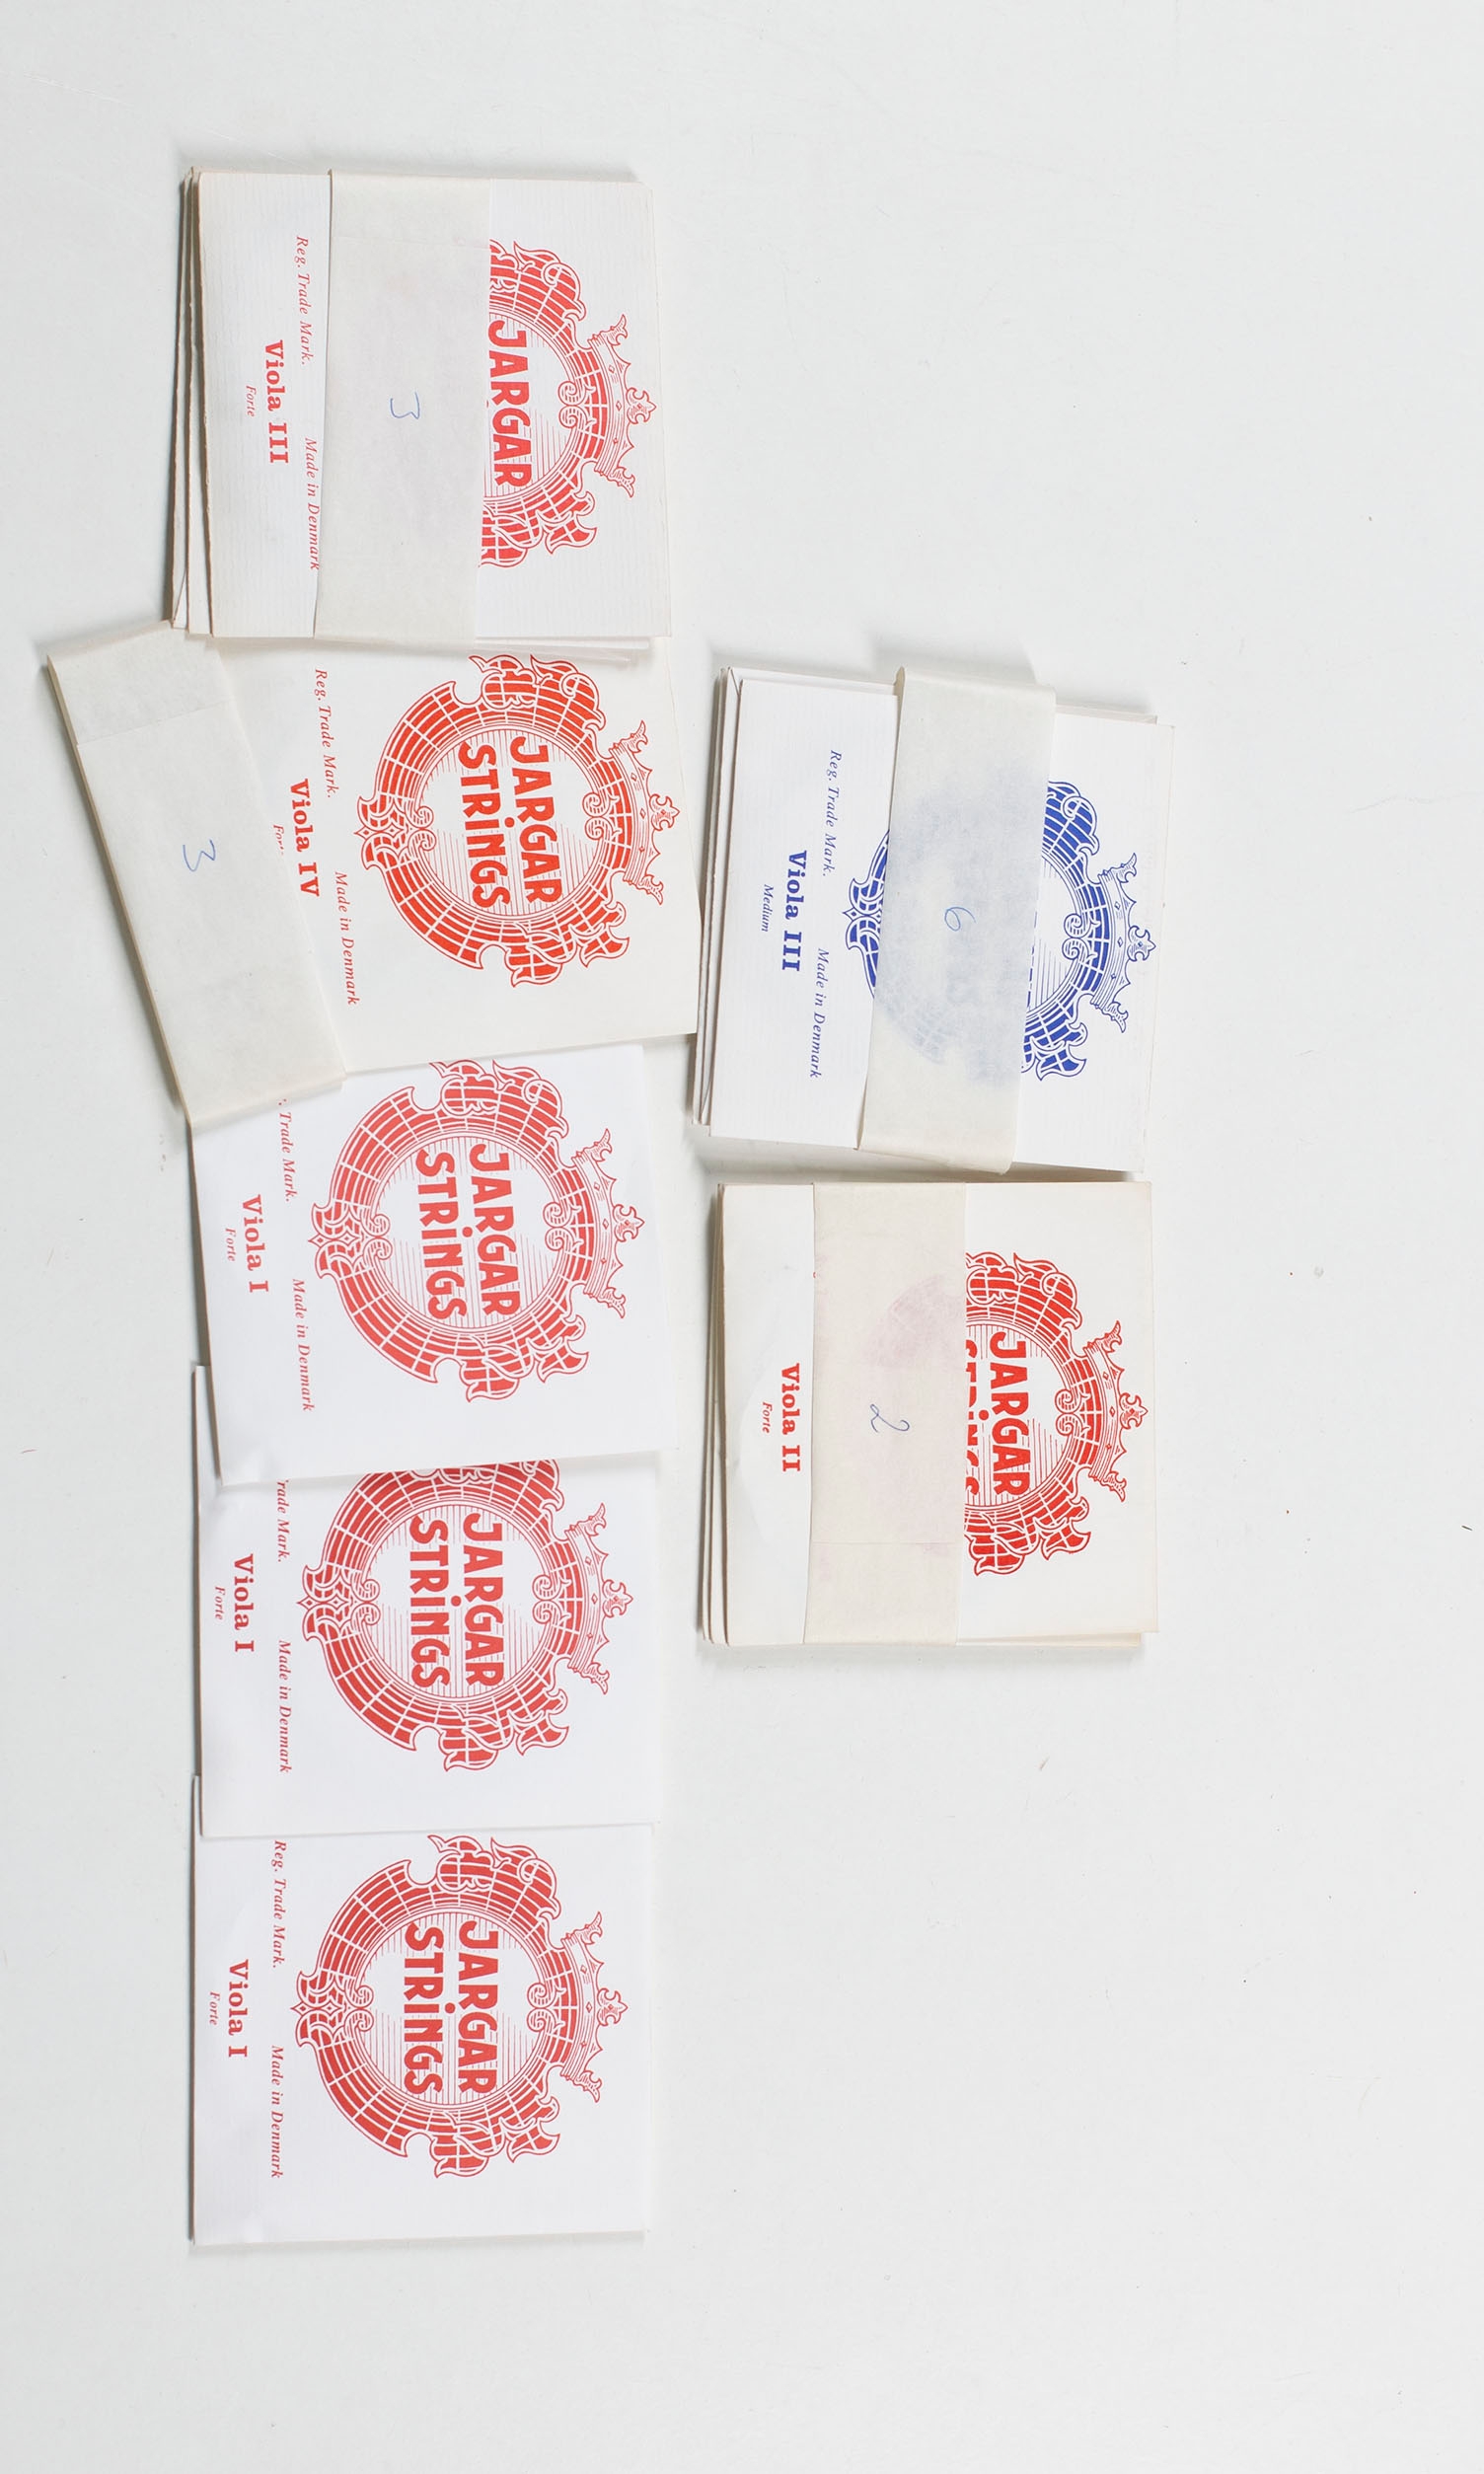 JARGAR
3
Reg. Trade Mark. Made in Denmark
Viola III
Forte
JARGAR
STRiNGS
Reg. Trade Mark. Made in Denmark
Viola IV
3
JARGAR
STRiNGS
Trade Mark. Made in Denmark
Viola I
Forte
JARGAR
STRiNGS
rade Mark. Made in Denmark
Viola I
Forte
JARGAR
STRiNGS
Reg. Trade Mark. Made in Denmark
Viola I
Forte
6
Reg. Trade Mark. Made in Denmark
Viola III
Medium
JARGAR
2
Viola II
Forte